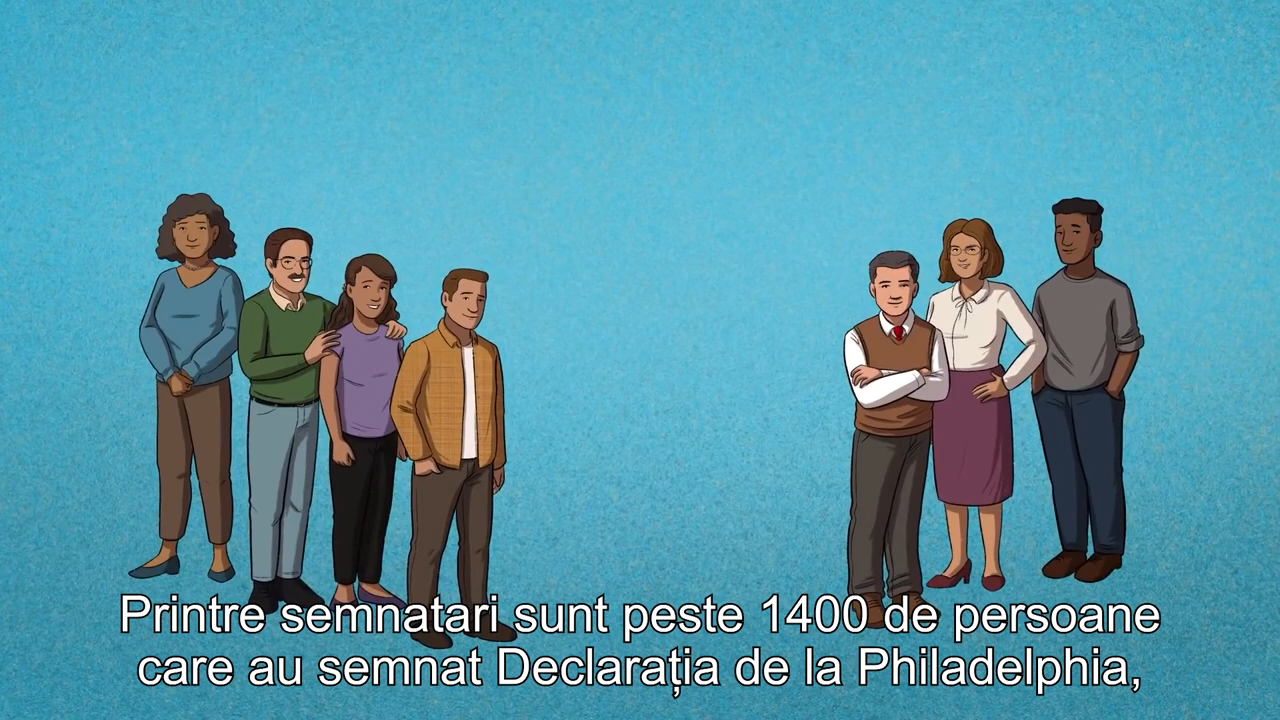 Printre semnatari sunt peste 1400 de persoane
care au semnat Declarația de la Philadelphia,